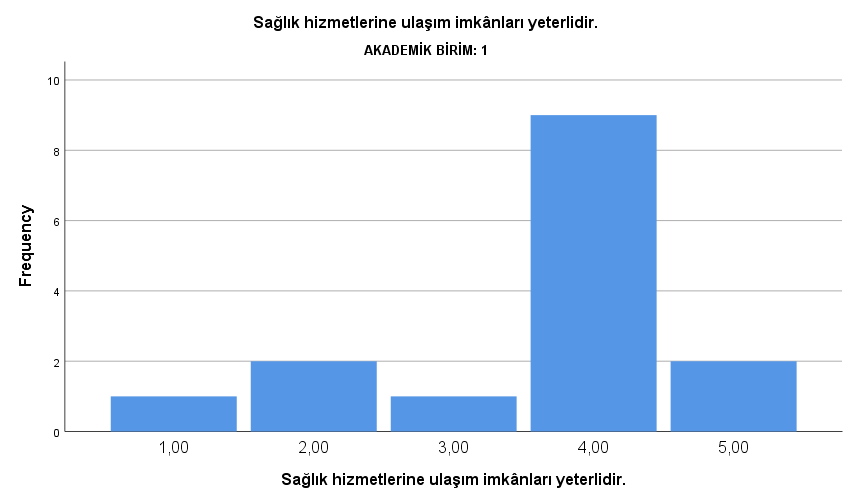 Sağlık hizmetlerine ulaşım imkânları yeterlidir.
AKADEMİK BİRİM: 1
Frequency
10
8
6
4
2
0
1,00 2,00 3,00 4,00 5,00
Sağlık hizmetlerine ulaşım imkânları yeterlidir.